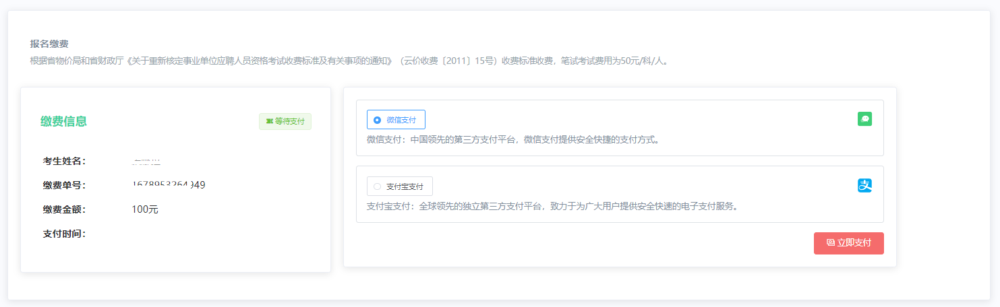 报名缴费
根据省物价局和省财政厅《关于重新核定事业单位应聘人员资格考试收费标准及有关事项的通知》（云价收费〔2011〕15号）收费标准收费，笔试考试费用为50元/科/人。
缴费信息
等待支付
考生姓名：
缴费单号：
缴费金额： 100元
支付时间：
微信支付
微信支付：中国领先的第三方支付平台，微信支付提供安全快捷的支付方式。
支付宝支付
支付宝支付：全球领先的独立第三方支付平台，致力于为广大用户提供安全快速的电子支付服务。
立即支付